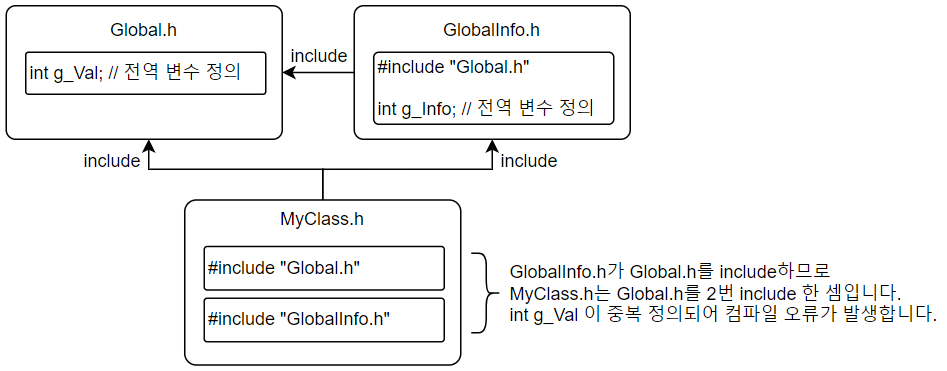 Global.h
int g_Val; // 전역 변수 정의
include
GlobalInfo.h
#include "Global.h"
int g_Info; // 전역 변수 정의
include
include
MyClass.h
#include "Global.h"
#include "GlobalInfo.h"
GlobalInfo.h가 Global.h를 include하므로
MyClass.h는 Global.h를 2번 include 한 셈입니다.
int g_Val 이 중복 정의되어 컴파일 오류가 발생합니다.